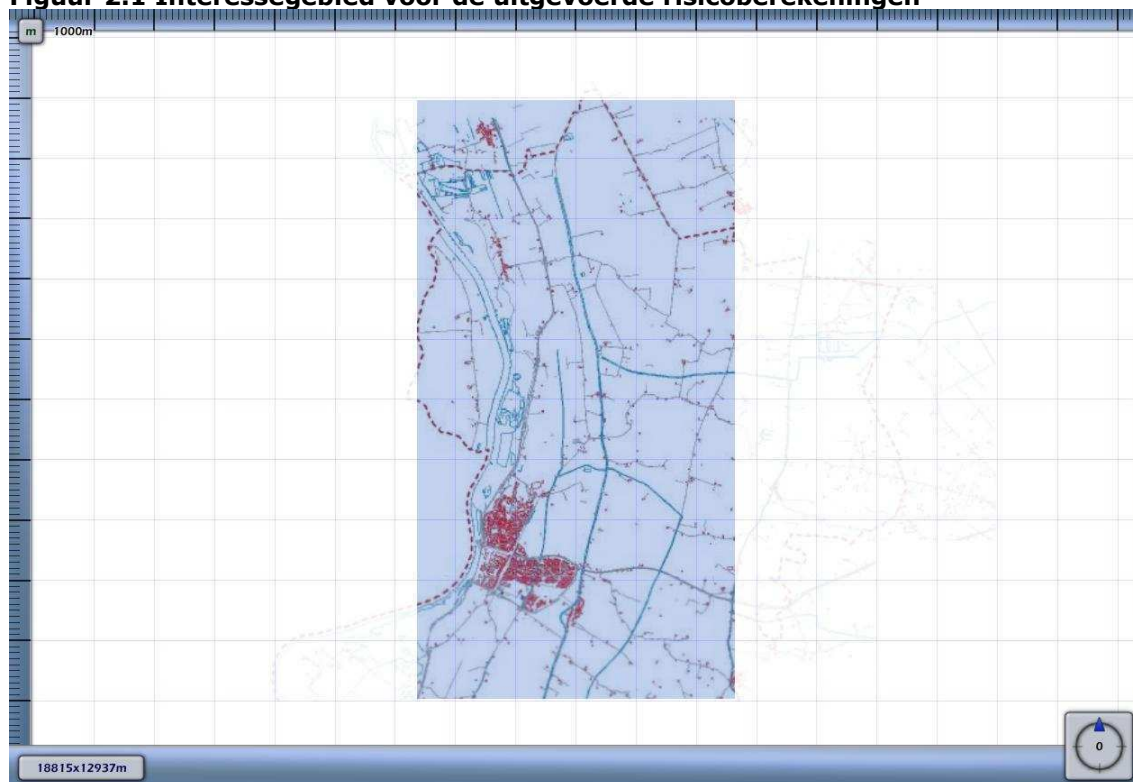 Figuur 2.1 Interessegebied voor de uitgevoerde risicoberekeningen
m 1000m
0
18815x12937m